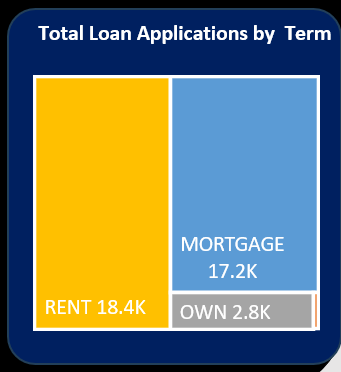 Total Loan Applications by Term
MORTGAGE
17.2K
RENT 18.4K
OWN 2.8K